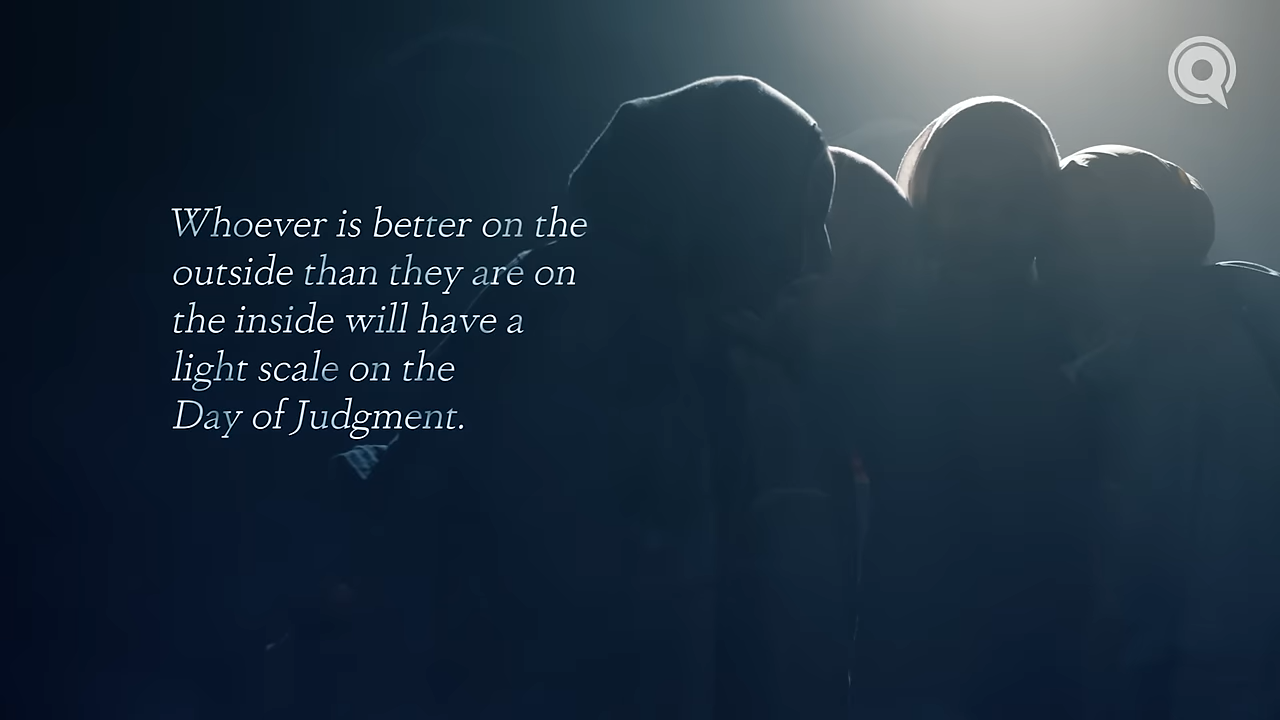 Whoever is better on the
outside than they are on
the inside will have a
light scale on the
Day of Judgment.